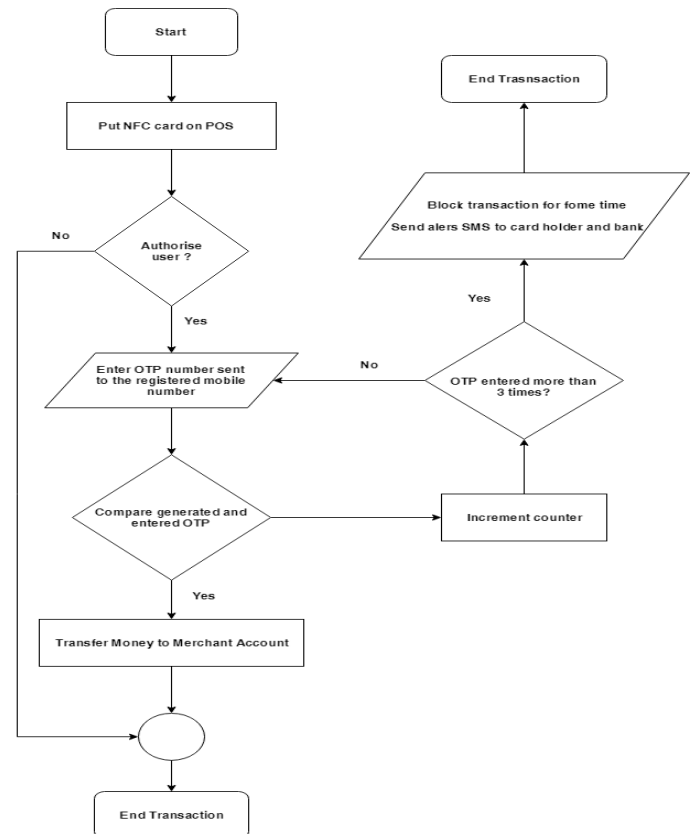 Start
Put NFC card on POS
No
Authorise
user ?
Yes
Enter OTP number sent
to the registered mobile
number
Compare generated and
entered OTP
Yes
Transfer Money to Merchant Account
End Transaction
End Trasnsaction
Block transaction for fome time
Send alers SMS to card holder and bank
Yes
No
OTP entered more than
3 times?
Increment counter